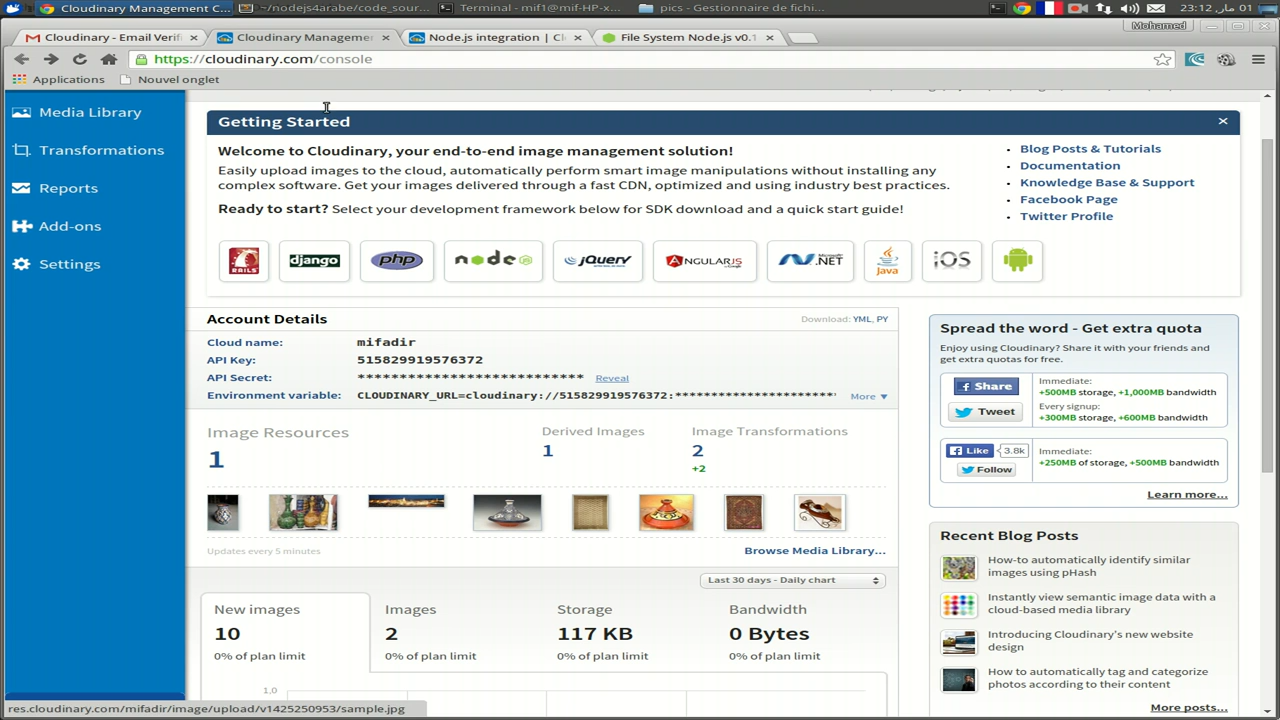 Cloudinary Management C...
~/nodejs4arabe/code_sour...
Terminal - mif1@mif-HP-x...
pics - Gestionnaire de fichi...
23:12 ,مار 01
Mohamed
Cloudinary - Email Verifi
Cloudinary Managemen
Node.js integration | Cl
File System Node.js v0.1
https://cloudinary.com/console
Applications
Nouvel onglet
Media Library
Transformations
Reports
Add-ons
Settings
Getting Started
Welcome to Cloudinary, your end-to-end image management solution!
Easily upload images to the cloud, automatically perform smart image manipulations without installing any
complex software. Get your images delivered through a fast CDN, optimized and using industry best practices.
Ready to start? Select your development framework below for SDK download and a quick start guide!
Blog Posts & Tutorials
Documentation
Knowledge Base & Support
Facebook Page
Twitter Profile
RAILS
django
php
node
jQuery
ANGULARJS
.NET
Java
iOS
Account Details
Download: YML, PY
Cloud name: mifadir
API Key: 515829919576372
API Secret: *************************** Reveal
Environment variable: CLOUDINARY_URL=cloudinary://515829919576372:*******************
More
Image Resources
1
Derived Images
1
Image Transformations
2
+2
Updates every 5 minutes
Browse Media Library...
Last 30 days - Daily chart
New images
10
0% of plan limit
Images
2
0% of plan limit
Storage
117 KB
0% of plan limit
Bandwidth
0 Bytes
0% of plan limit
1.0
Spread the word - Get extra quota
Enjoy using Cloudinary? Share it with your friends and
get extra quotas for free.
Share
Tweet
Immediate:
+500MB storage, +1,000MB bandwidth
Every signup:
+300MB storage, +600MB bandwidth
Like 3.8k
Follow
Immediate:
+250MB of storage, +500MB bandwidth
Learn more...
Recent Blog Posts
How-to automatically identify similar
images using pHash
Instantly view semantic image data with a
cloud-based media library
Introducing Cloudinary's new website
design
How to automatically tag and categorize
photos according to their content
More posts...
res.cloudinary.com/mifadir/image/upload/v1425250953/sample.jpg